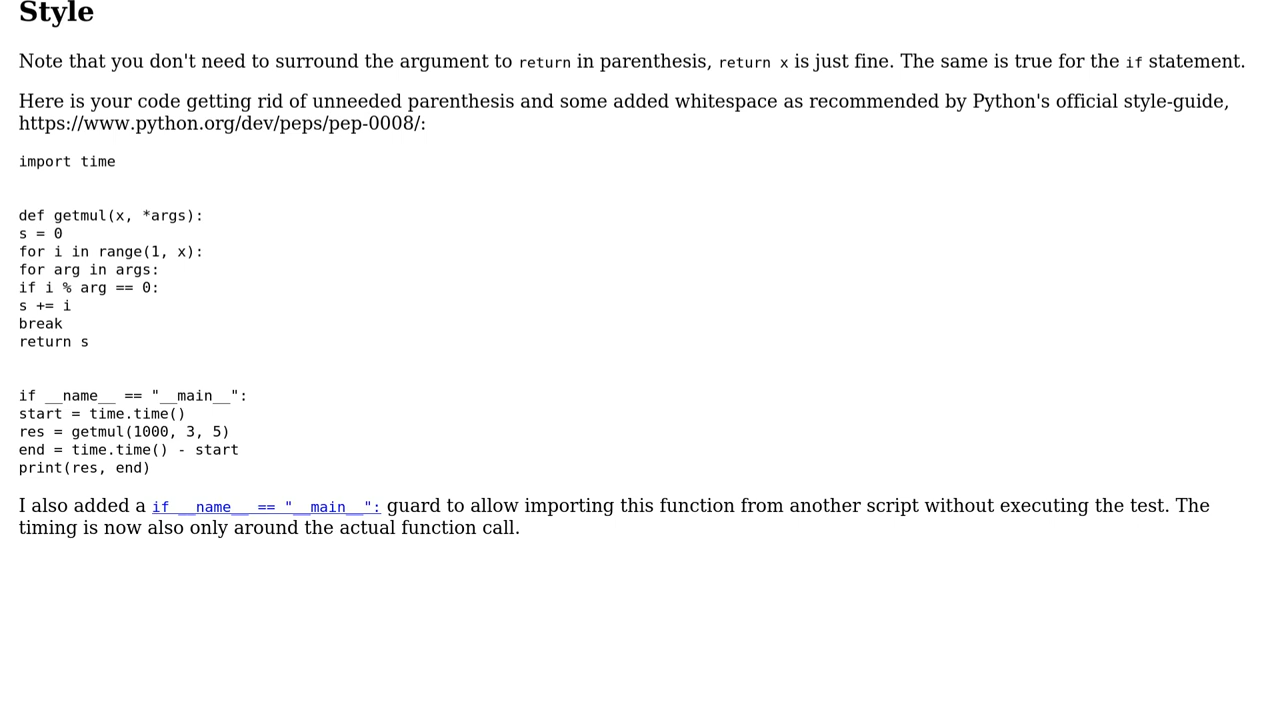 Style
Note that you don't need to surround the argument to return in parenthesis, return x is just fine. The same is true for the if statement.
Here is your code getting rid of unneeded parenthesis and some added whitespace as recommended by Python's official style-guide,
https://www.python.org/dev/peps/pep-0008/:
import time
def getmul(x, *args):
s = 0
for i in range(1, x):
for arg in args:
if i % arg == 0:
s += i
break
return s
if __name__ == "__main__":
start = time.time()
res = getmul(1000, 3, 5)
end = time.time() - start
print(res, end)
I also added a if __name__ == "__main__": guard to allow importing this function from another script without executing the test. The
timing is now also only around the actual function call.